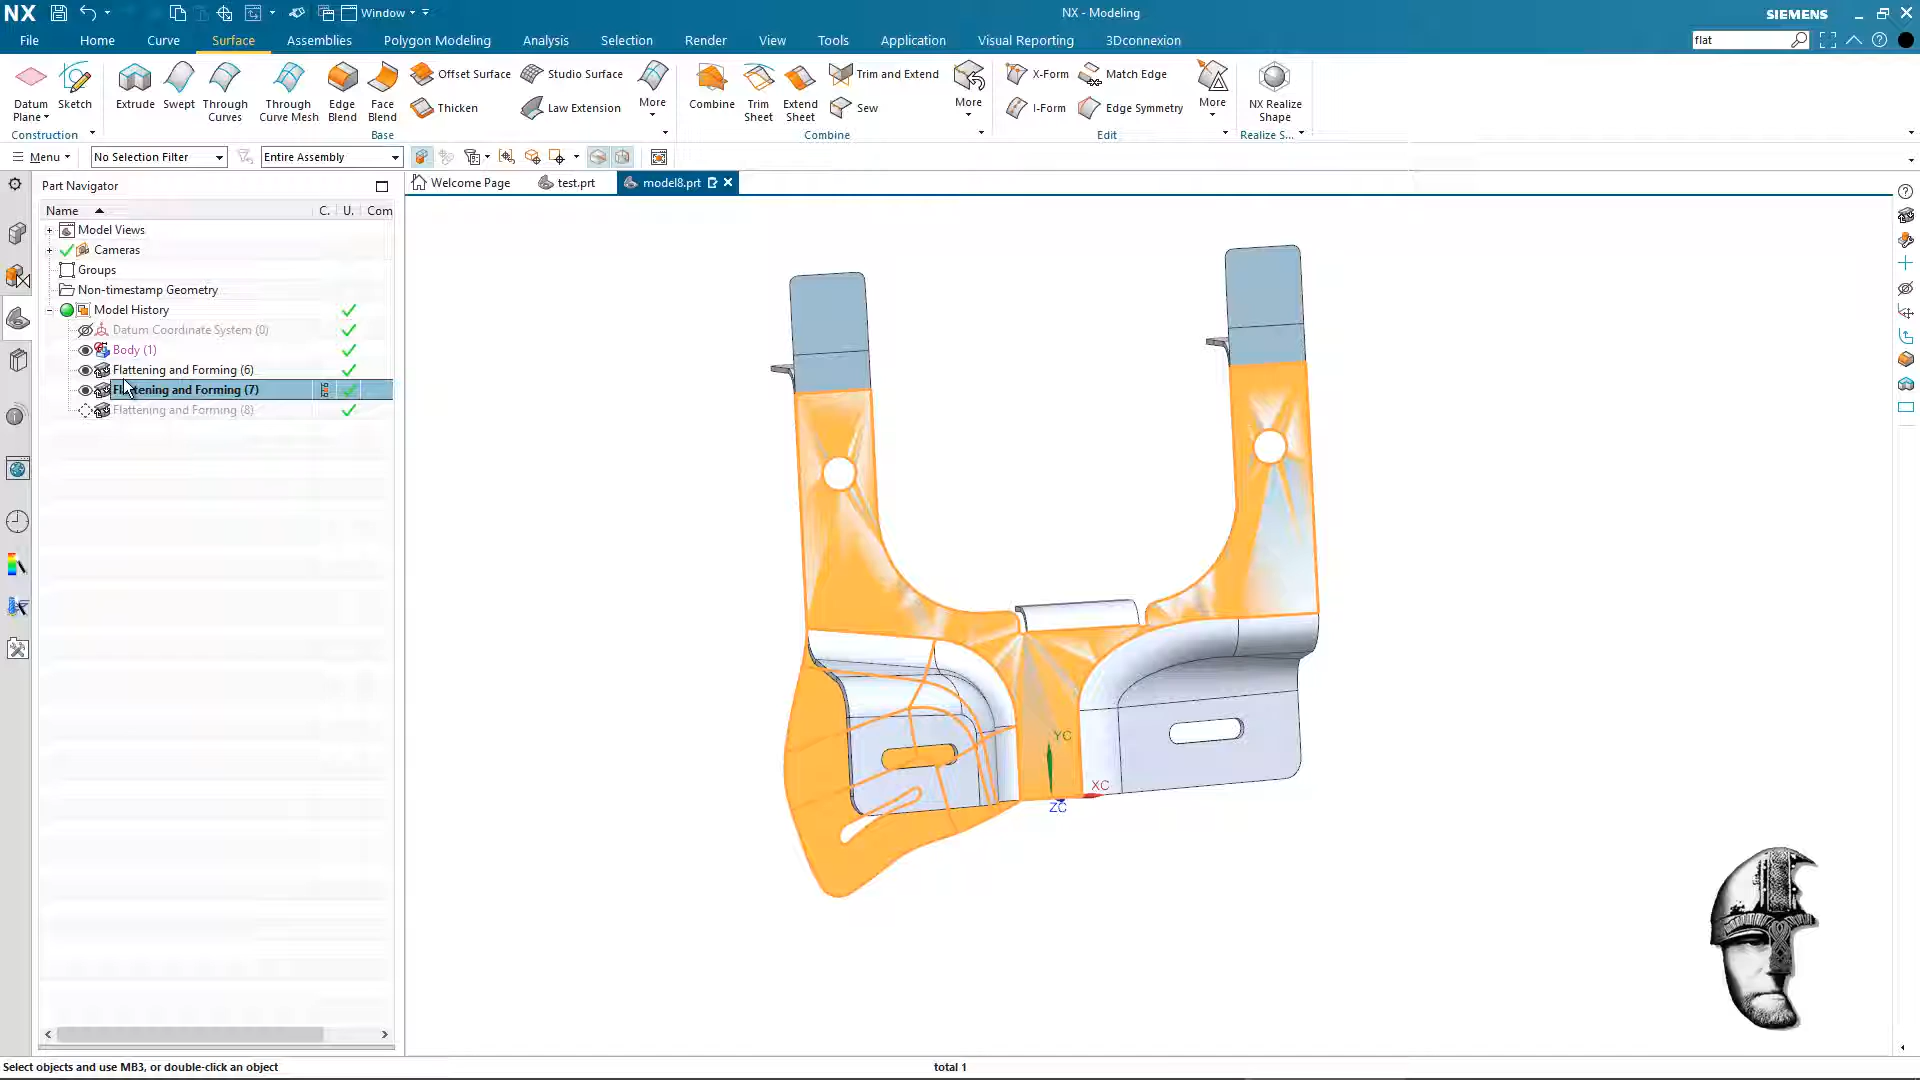 NX
Window
NX - Modeling
SIEMENS
File Home Curve Surface Assemblies Polygon Modeling Analysis Selection Render View Tools Application Visual Reporting 3Dconnexion
flat
Datum Plane
Sketch
Extrude
Swept
Through Curves
Through Curve Mesh
Edge Blend
Face Blend
Offset Surface
Thicken
Studio Surface
Law Extension
More
Combine
Trim Sheet
Extend Sheet
Trim and Extend
Sew
More
X-Form
I-Form
Match Edge
Edge Symmetry
More
NX Realize Shape
Construction
Base
Combine
Edit
Realize S...
Menu
No Selection Filter
Entire Assembly
Part Navigator
Welcome Page
test.prt
model8.prt
Name C. U. Com
Model Views
Cameras
Groups
Non-timestamp Geometry
Model History
Datum Coordinate System (0)
Body (1)
Flattening and Forming (6)
Flattening and Forming (7)
Flattening and Forming (8)
YC
XC
ZC
Select objects and use MB3, or double-click an object
total 1